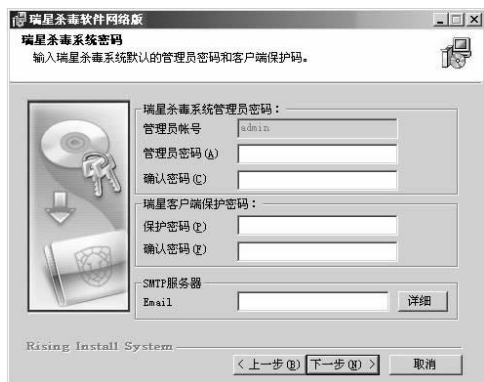 瑞星杀毒软件网络版
瑞星杀毒系统密码
输入瑞星杀毒系统默认的管理员密码和客户端保护码。
瑞星杀毒系统管理员密码：
管理员帐号 admin
管理员密码(A)
确认密码(C)
瑞星客户端保护密码：
保护密码(P)
确认密码(F)
SMTP服务器
Email 详细
Rising Install System
< 上一步(B) 下一步(N) > 取消